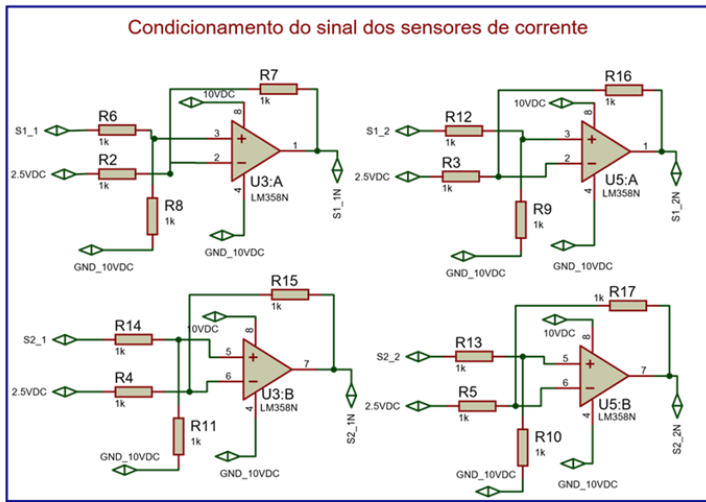 Condicionamento do sinal dos sensores de corrente
R7
1k
10VDC
8
R6
S1_1
1k
3
1
R2
2
2.5VDC
1k
4
U3:A
LM358N
R8
1k
S1_1N
GND_10VDC
GND_10VDC
R16
1k
10VDC
8
R12
S1_2
1k
3
1
R3
2
2.5VDC
1k
4
U5:A
LM358N
R9
1k
S1_2N
GND_10VDC
GND_10VDC
R15
1k
10VDC
8
R14
S2_1
1k
5
7
R4
6
2.5VDC
1k
4
U3:B
LM358N
R11
1k
S2_1N
GND_10VDC
GND_10VDC
R17
1k
10VDC
8
R13
S2_2
1k
5
7
R5
6
2.5VDC
1k
4
U5:B
LM358N
R10
1k
S2_2N
GND_10VDC
GND_10VDC